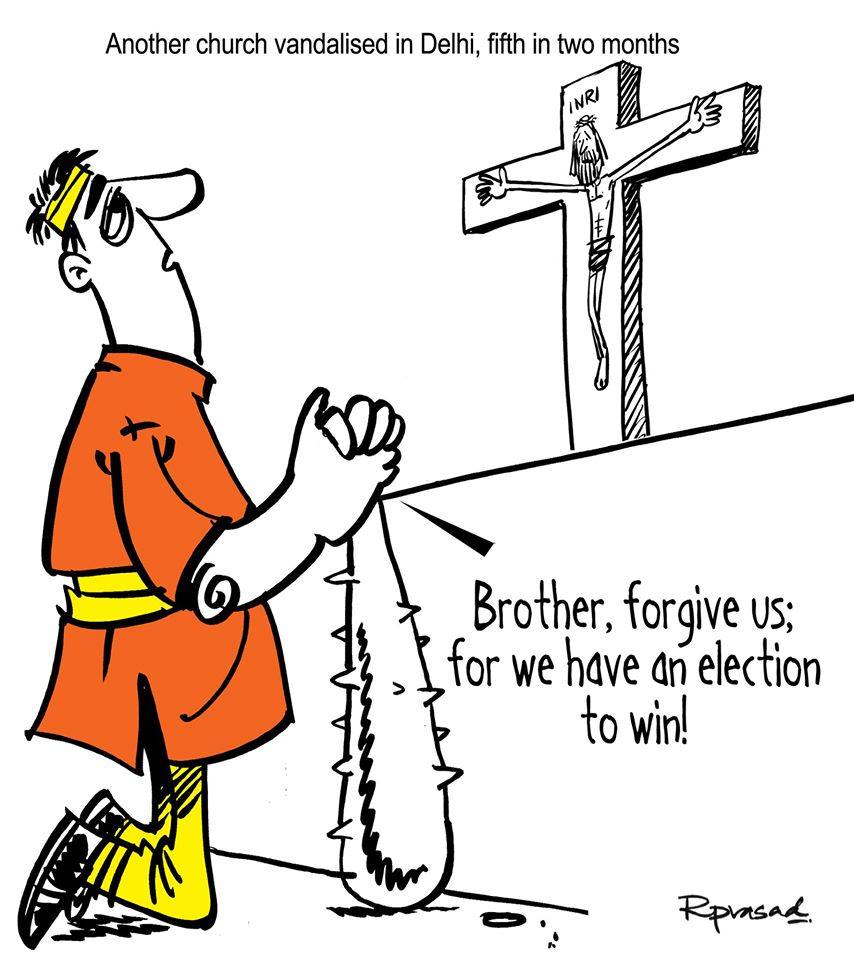 Another church vandalised in Delhi, fifth in two months
INRI
Brother, forgive us;
for we have an election
to win!
R.prasad.